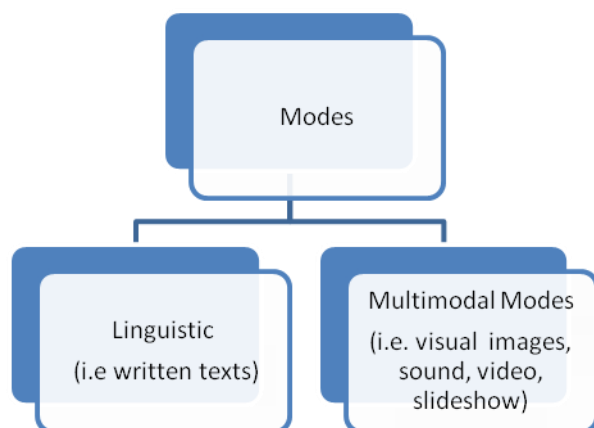 Modes
Linguistic
(i.e written texts)
Multimodal Modes
(i.e. visual images,
sound, video,
slideshow)